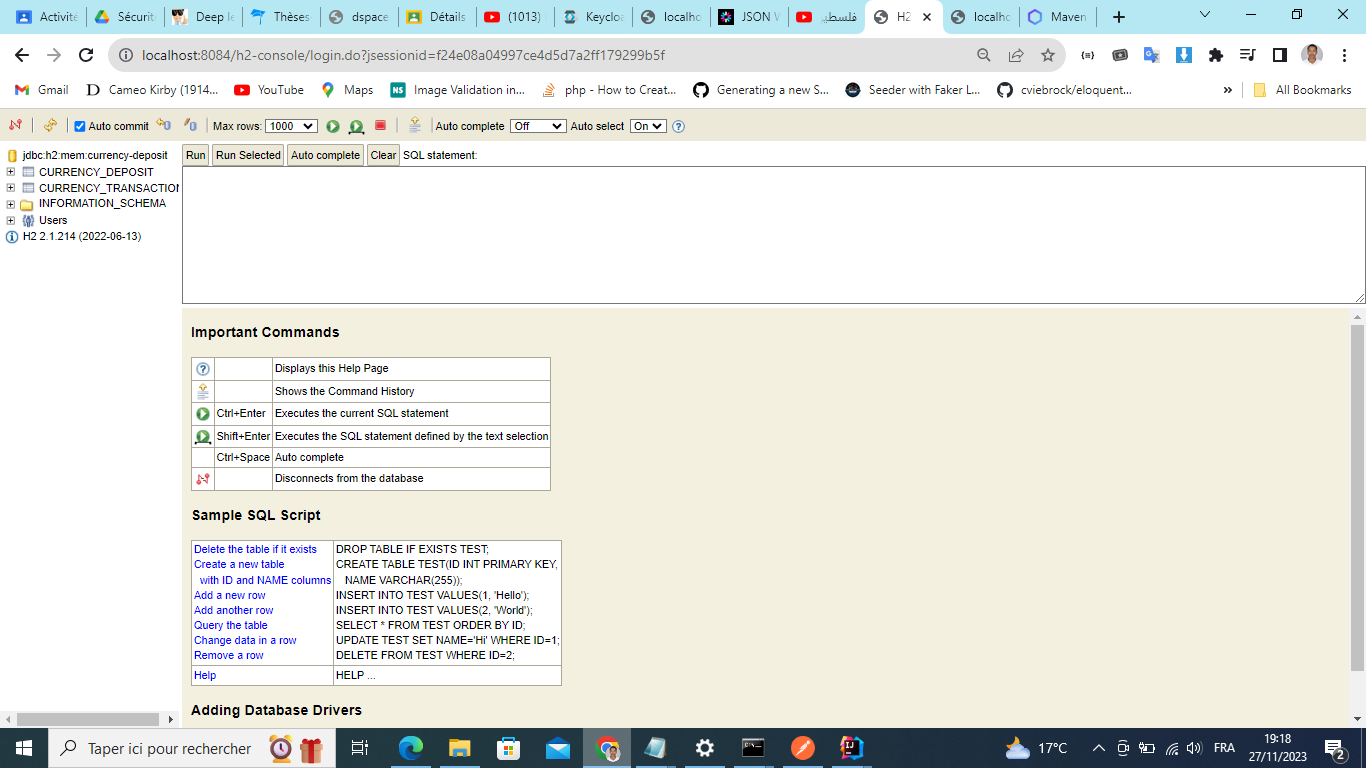 Activité
Sécurité
Deep le
Thèses
dspace
Détails
(1013)
Keycloa
localho
JSON W
فلسطين
H2
localho
Maven
localhost:8084/h2-console/login.do?jsessionid=f24e08a04997ce4d5d7a2ff179299b5f
Gmail
Cameo Kirby (1914...
YouTube
Maps
Image Validation in...
php - How to Creat...
Generating a new S...
Seeder with Faker L...
cviebrock/eloquent...
»
All Bookmarks
Auto commit
Max rows: 1000
Auto complete Off
Auto select On
jdbc:h2:mem:currency-deposit
CURRENCY_DEPOSIT
CURRENCY_TRANSACTION
INFORMATION_SCHEMA
Users
H2 2.1.214 (2022-06-13)
Run Run Selected Auto complete Clear SQL statement:
Important Commands
Displays this Help Page
Shows the Command History
Ctrl+Enter Executes the current SQL statement
Shift+Enter Executes the SQL statement defined by the text selection
Ctrl+Space Auto complete
Disconnects from the database
Sample SQL Script
Delete the table if it exists DROP TABLE IF EXISTS TEST;
Create a new table CREATE TABLE TEST(ID INT PRIMARY KEY,
with ID and NAME columns NAME VARCHAR(255));
Add a new row INSERT INTO TEST VALUES(1, 'Hello');
Add another row INSERT INTO TEST VALUES(2, 'World');
Query the table SELECT * FROM TEST ORDER BY ID;
Change data in a row UPDATE TEST SET NAME='Hi' WHERE ID=1;
Remove a row DELETE FROM TEST WHERE ID=2;
Help HELP ...
Adding Database Drivers
Taper ici pour rechercher
17°C
FRA
19:18
27/11/2023
2